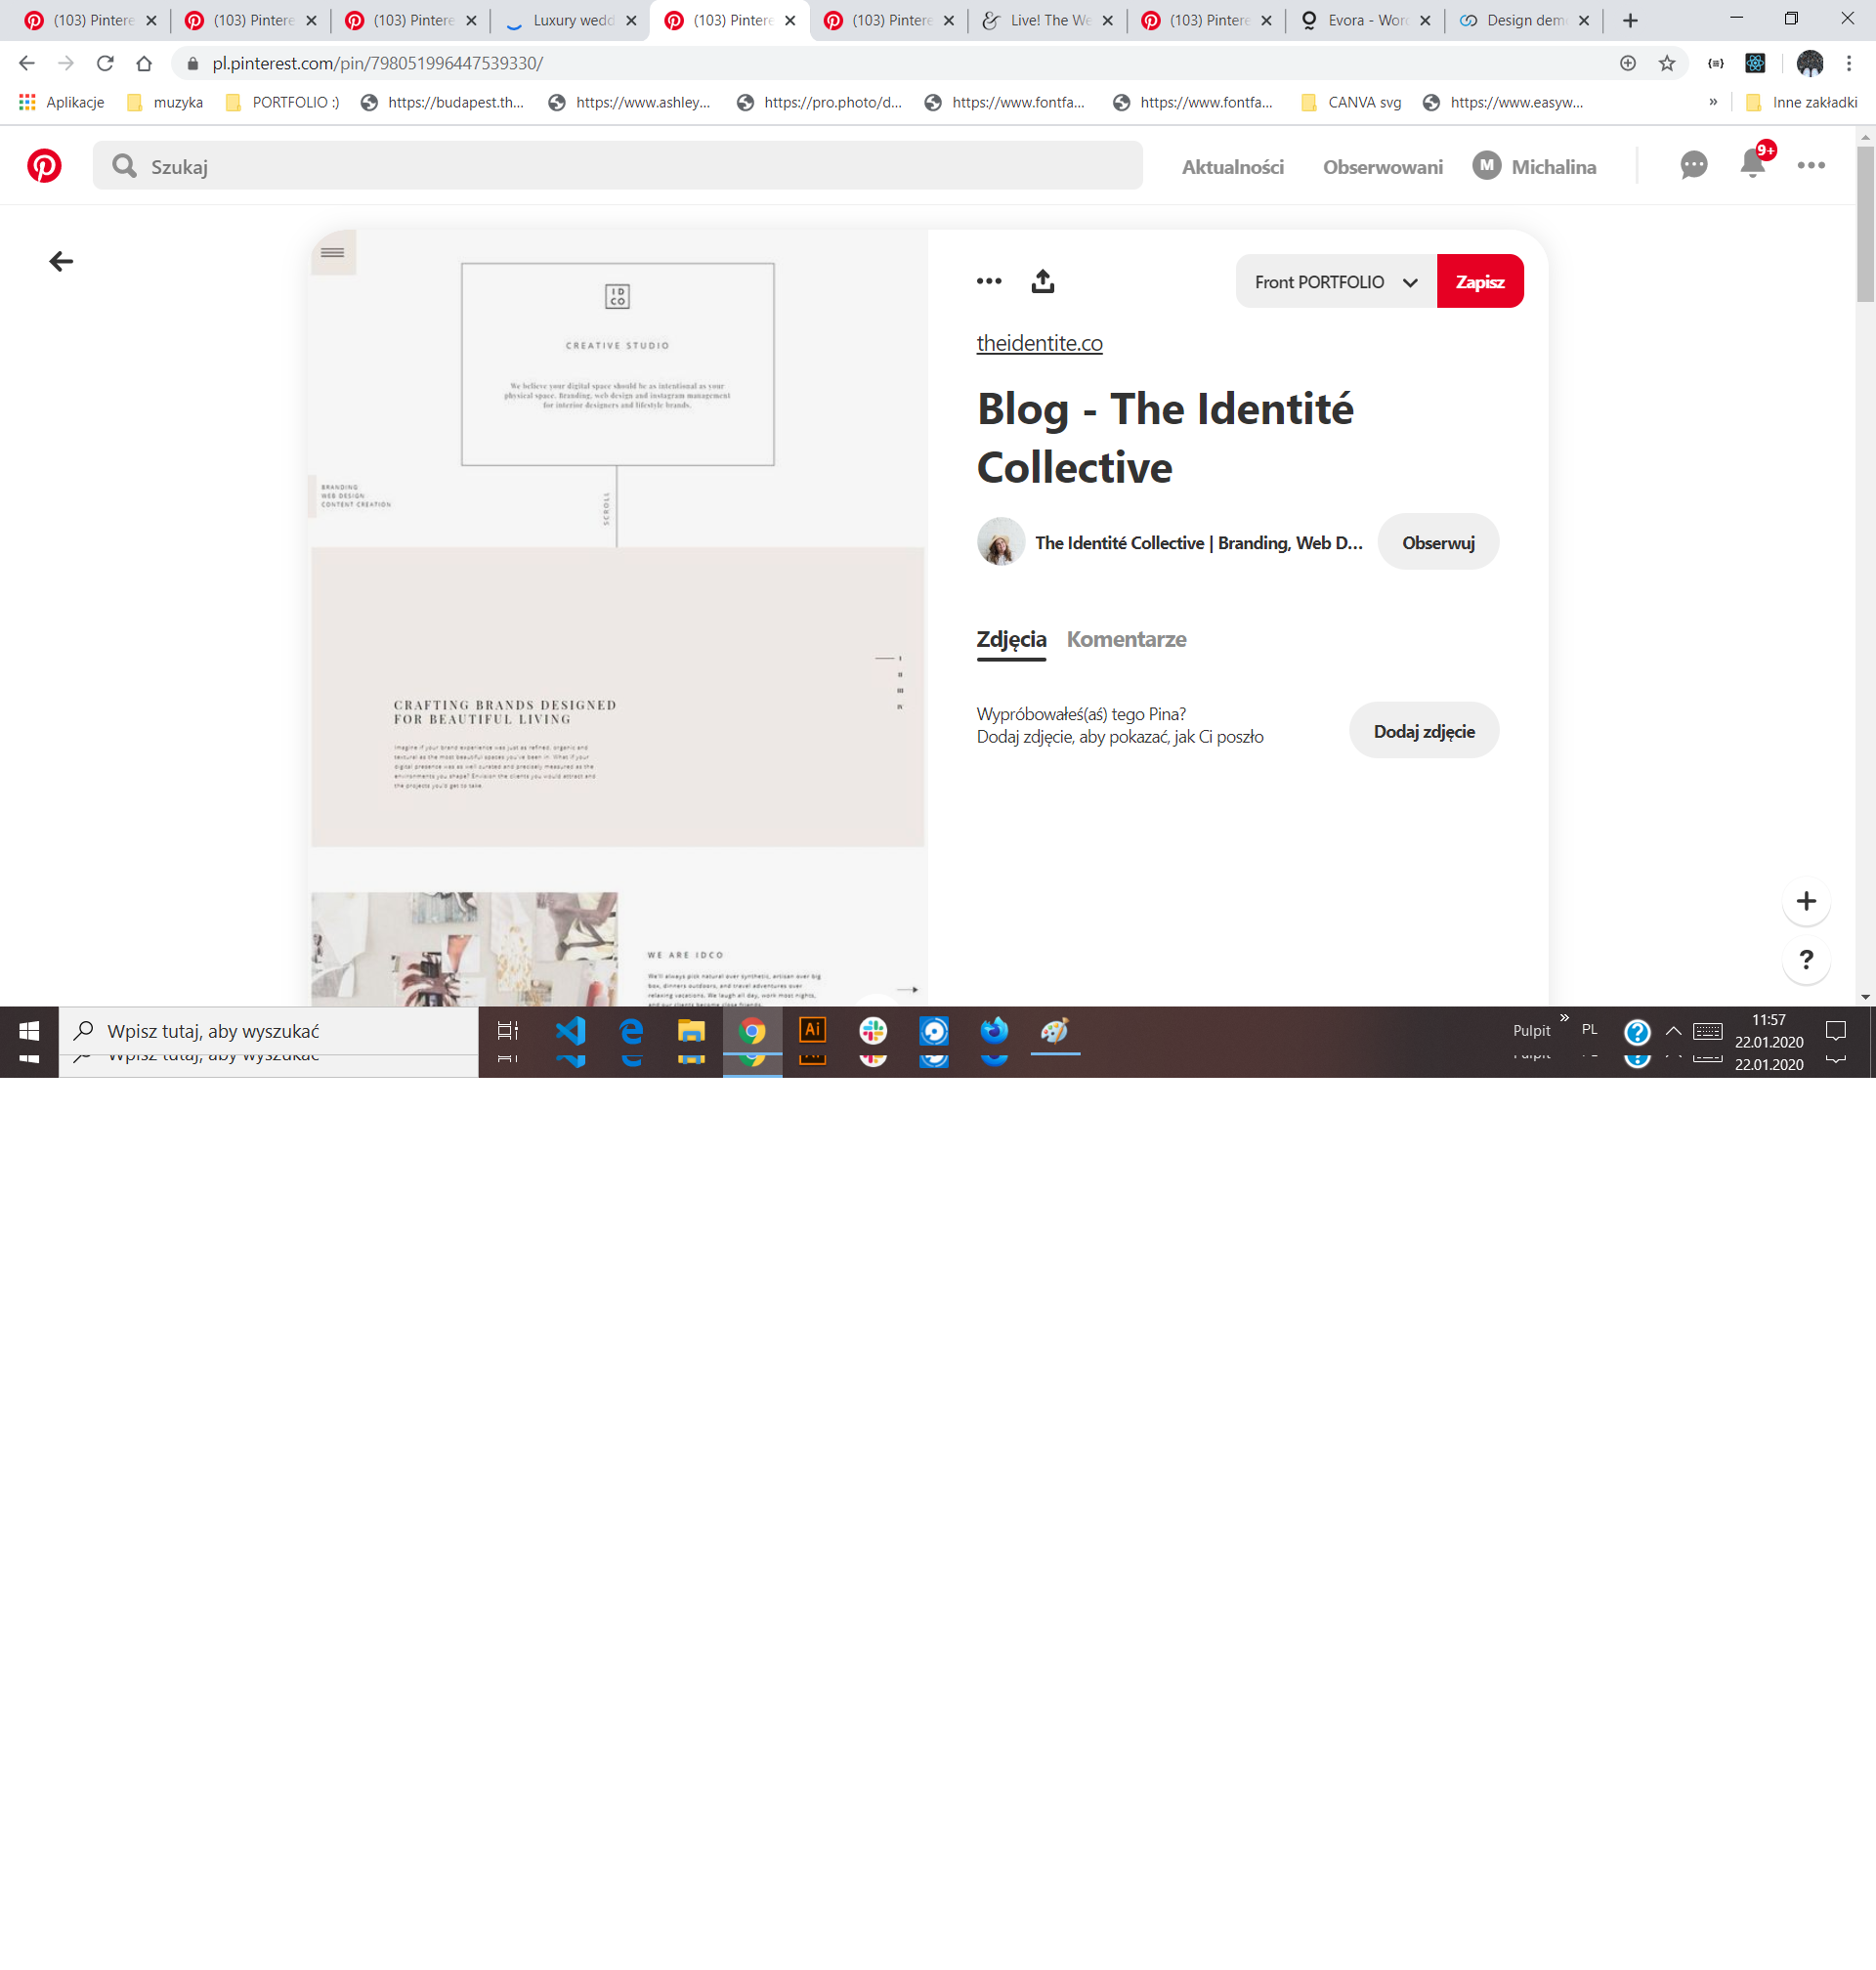 (103) Pintere
(103) Pintere
(103) Pintere
Luxury wedd
(103) Pintere
(103) Pintere
Live! The We
(103) Pintere
Evora - Word
Design dem
pl.pinterest.com/pin/798051996447539330/
Aplikacje
muzyka
PORTFOLIO :)
https://budapest.th...
https://www.ashley...
https://pro.photo/d...
https://www.fontfa...
https://www.fontfa...
CANVA svg
https://www.easyw...
»
Inne zakładki
Szukaj
Aktualności
Obserwowani
M
Michalina
9+
ID
CO
CREATIVE STUDIO
We believe your digital space should be as intentional as your
physical space. Branding, web design and instagram management
for interior designers and lifestyle brands.
BRANDING
WEB DESIGN
CONTENT CREATION
SCROLL
I
II
III
IV
CRAFTING BRANDS DESIGNED
FOR BEAUTIFUL LIVING
Imagine if your brand experience was just as refined, organic and
textural as the most beautiful spaces you've been in. What if your
digital presence was as well curated and precisely measured as the
environments you shape? Envision the clients you would attract and
the projects you'd get to take.
WE ARE IDCO
We'll always pick natural over synthetic, artisan over big
box, dinners outdoors, and travel adventures over
relaxing vacations. We laugh all day, work most nights,
and our clients become close friends.
Front PORTFOLIO
Zapisz
theidentite.co
Blog - The Identité
Collective
The Identité Collective | Branding, Web D...
Obserwuj
Zdjęcia
Komentarze
Wypróbowałeś(aś) tego Pina?
Dodaj zdjęcie, aby pokazać, jak Ci poszło
Dodaj zdjęcie
+
?
Wpisz tutaj, aby wyszukać
Ai
Pulpit
»
PL
11:57
22.01.2020
Wpisz tutaj, aby wyszukać
22.01.2020